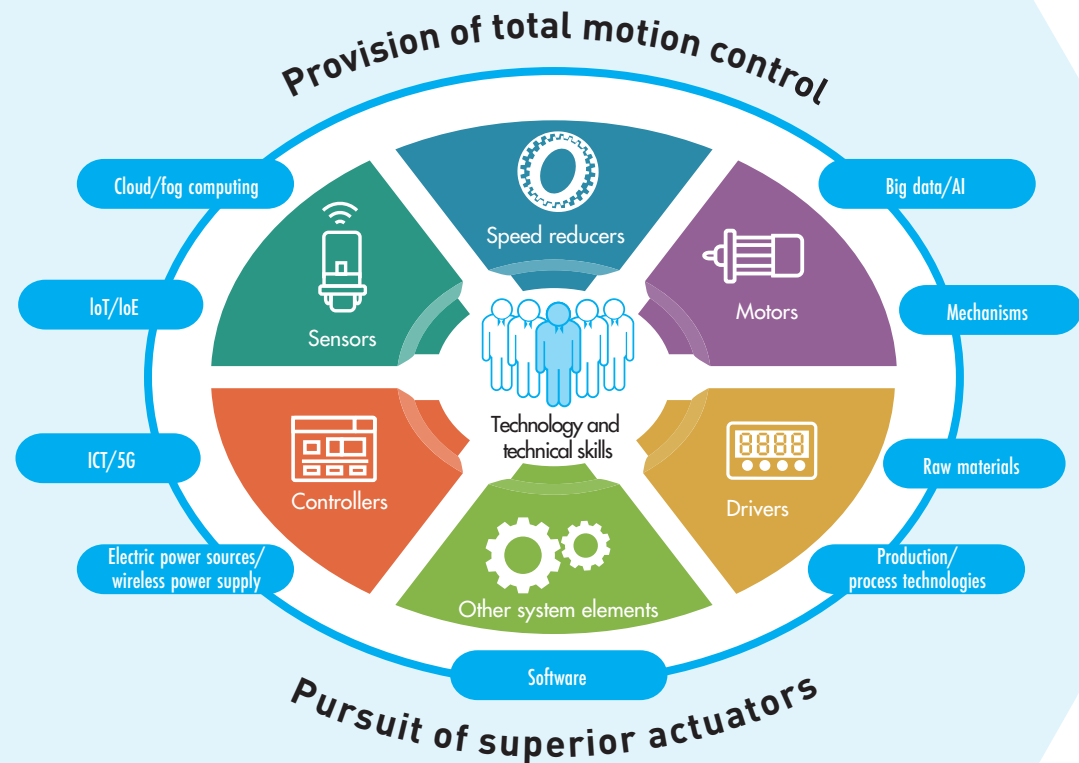 Provision of total motion control
Cloud/fog computing
Big data/AI
Speed reducers
IoT/IoE
Sensors
Motors
Mechanisms
Technology and
technical skills
ICT/5G
Controllers
8888
Drivers
Raw materials
Electric power sources/
wireless power supply
Other system elements
Production/
process technologies
Software
Pursuit of superior actuators